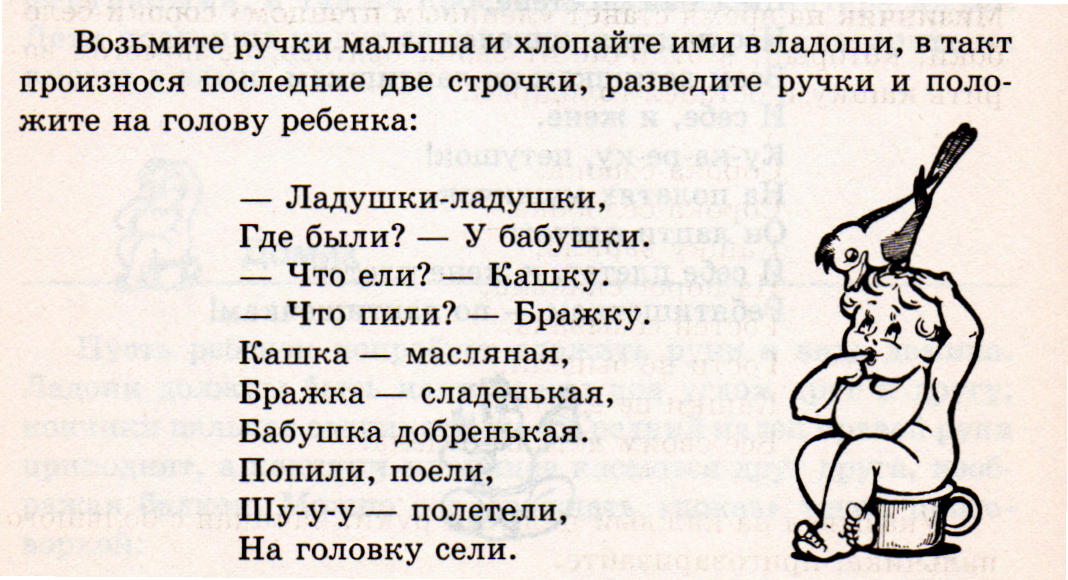 Возьмите ручки малыша и хлопайте ими в ладоши, в такт
произнося последние две строчки, разведите ручки и поло-
жите на голову ребенка:
— Ладушки-ладушки,
Где были? — У бабушки.
— Что ели? — Кашку.
— Что пили? — Бражку.
Кашка — масляная,
Бражка — сладенькая,
Бабушка добренькая.
Попили, поели,
Шу-у-у — полетели,
На головку сели.